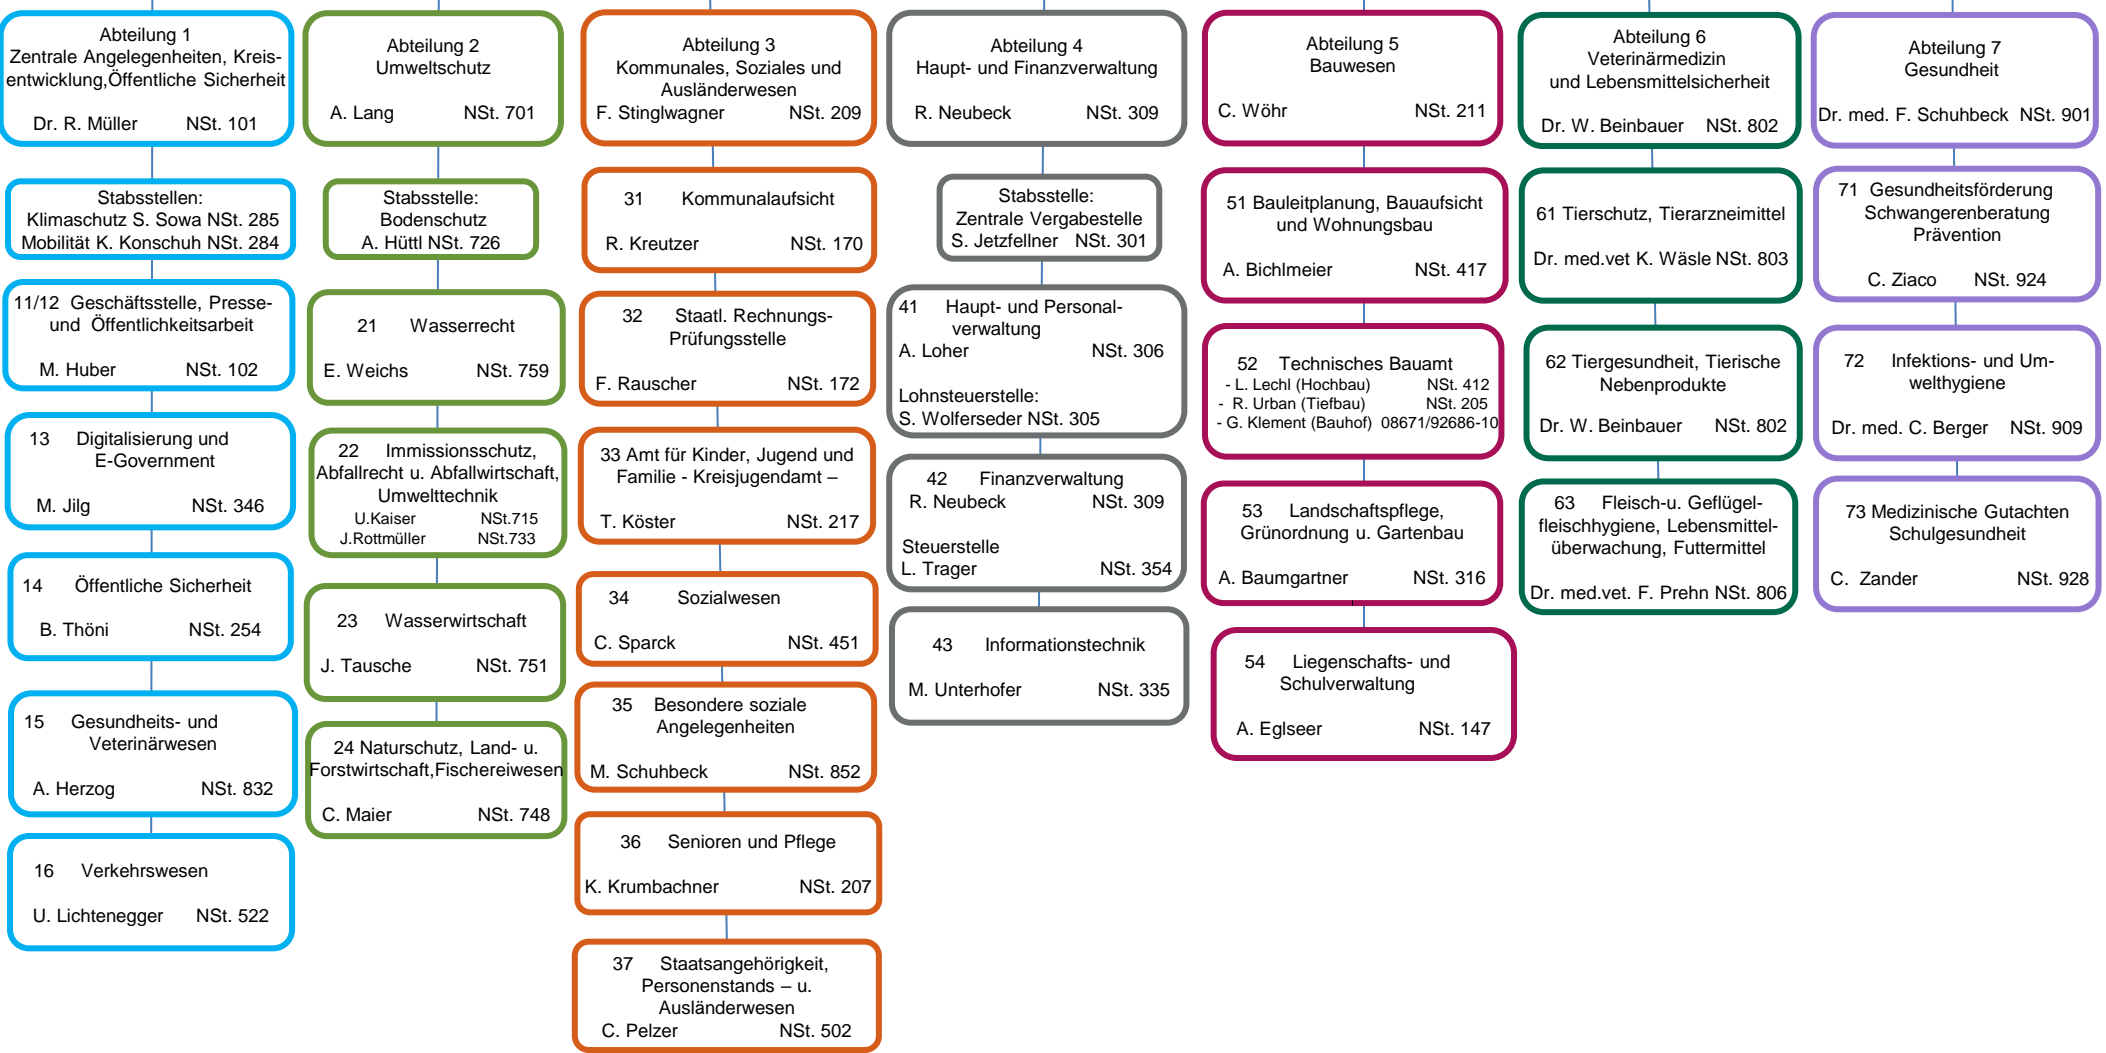 Abteilung 1
Zentrale Angelegenheiten, Kreis-
entwicklung,Öffentliche Sicherheit
Dr. R. Müller NSt. 101
Stabsstellen:
Klimaschutz S. Sowa NSt. 285
Mobilität K. Konschuh NSt. 284
11/12 Geschäftsstelle, Presse-
und Öffentlichkeitsarbeit
M. Huber NSt. 102
13 Digitalisierung und
E-Government
M. Jilg NSt. 346
14 Öffentliche Sicherheit
B. Thöni NSt. 254
15 Gesundheits- und
Veterinärwesen
A. Herzog NSt. 832
16 Verkehrswesen
U. Lichtenegger NSt. 522
Abteilung 2
Umweltschutz
A. Lang NSt. 701
Stabsstelle:
Bodenschutz
A. Hüttl NSt. 726
21 Wasserrecht
E. Weichs NSt. 759
22 Immissionsschutz,
Abfallrecht u. Abfallwirtschaft,
Umwelttechnik
U.Kaiser NSt.715
J.Rottmüller NSt.733
23 Wasserwirtschaft
J. Tausche NSt. 751
24 Naturschutz, Land- u.
Forstwirtschaft,Fischereiwesen
C. Maier NSt. 748
Abteilung 3
Kommunales, Soziales und
Ausländerwesen
F. Stinglwagner NSt. 209
31 Kommunalaufsicht
R. Kreutzer NSt. 170
32 Staatl. Rechnungs-
Prüfungsstelle
F. Rauscher NSt. 172
33 Amt für Kinder, Jugend und
Familie - Kreisjugendamt –
T. Köster NSt. 217
34 Sozialwesen
C. Sparck NSt. 451
35 Besondere soziale
Angelegenheiten
M. Schuhbeck NSt. 852
36 Senioren und Pflege
K. Krumbachner NSt. 207
37 Staatsangehörigkeit,
Personenstands – u.
Ausländerwesen
C. Pelzer NSt. 502
Abteilung 4
Haupt- und Finanzverwaltung
R. Neubeck NSt. 309
Stabsstelle:
Zentrale Vergabestelle
S. Jetzfellner NSt. 301
41 Haupt- und Personal-
verwaltung
A. Loher NSt. 306
Lohnsteuerstelle:
S. Wolferseder NSt. 305
42 Finanzverwaltung
R. Neubeck NSt. 309
Steuerstelle
L. Trager NSt. 354
43 Informationstechnik
M. Unterhofer NSt. 335
Abteilung 5
Bauwesen
C. Wöhr NSt. 211
51 Bauleitplanung, Bauaufsicht
und Wohnungsbau
A. Bichlmeier NSt. 417
52 Technisches Bauamt
- L. Lechl (Hochbau) NSt. 412
- R. Urban (Tiefbau) NSt. 205
- G. Klement (Bauhof) 08671/92686-10
53 Landschaftspflege,
Grünordnung u. Gartenbau
A. Baumgartner NSt. 316
54 Liegenschafts- und
Schulverwaltung
A. Eglseer NSt. 147
Abteilung 6
Veterinärmedizin
und Lebensmittelsicherheit
Dr. W. Beinbauer NSt. 802
61 Tierschutz, Tierarzneimittel
Dr. med.vet K. Wäsle NSt. 803
62 Tiergesundheit, Tierische
Nebenprodukte
Dr. W. Beinbauer NSt. 802
63 Fleisch-u. Geflügel-
fleischhygiene, Lebensmittel-
überwachung, Futtermittel
Dr. med.vet. F. Prehn NSt. 806
Abteilung 7
Gesundheit
Dr. med. F. Schuhbeck NSt. 901
71 Gesundheitsförderung
Schwangerenberatung
Prävention
C. Ziaco NSt. 924
72 Infektions- und Um-
welthygiene
Dr. med. C. Berger NSt. 909
73 Medizinische Gutachten
Schulgesundheit
C. Zander NSt. 928